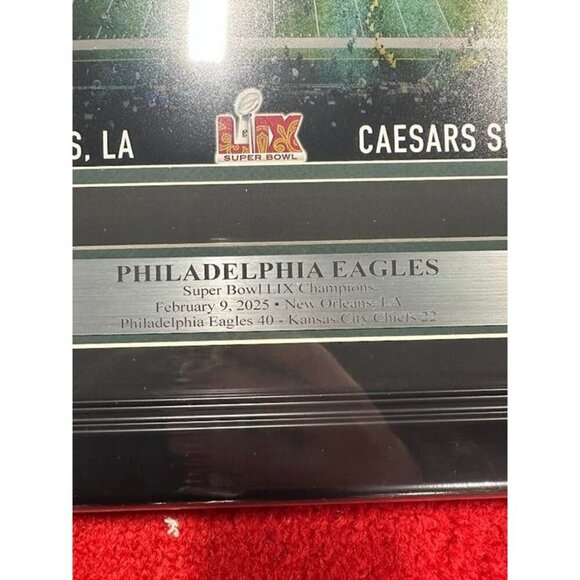 S, LA
LIX
SUPER BOWL
CAESARS SU
PHILADELPHIA EAGLES
Super Bowl LIX Champions
February 9, 2025 • New Orleans, LA
Philadelphia Eagles 40 - Kansas City Chiefs 22